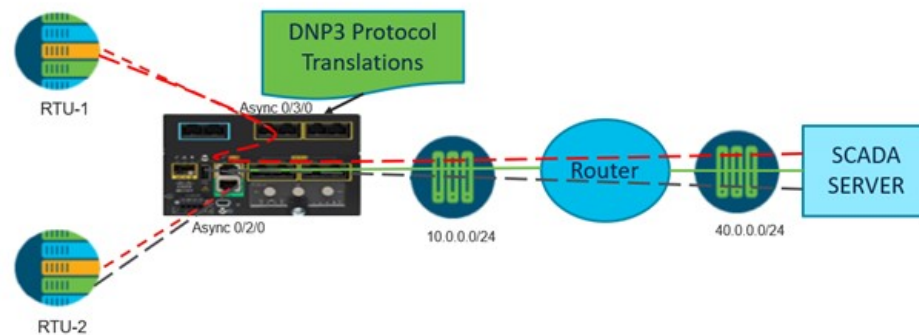 DNP3 Protocol
Translations
RTU-1
Async 0/3/0
Router
SCADA
SERVER
Async 0/2/0
10.0.0.0/24
40.0.0.0/24
RTU-2